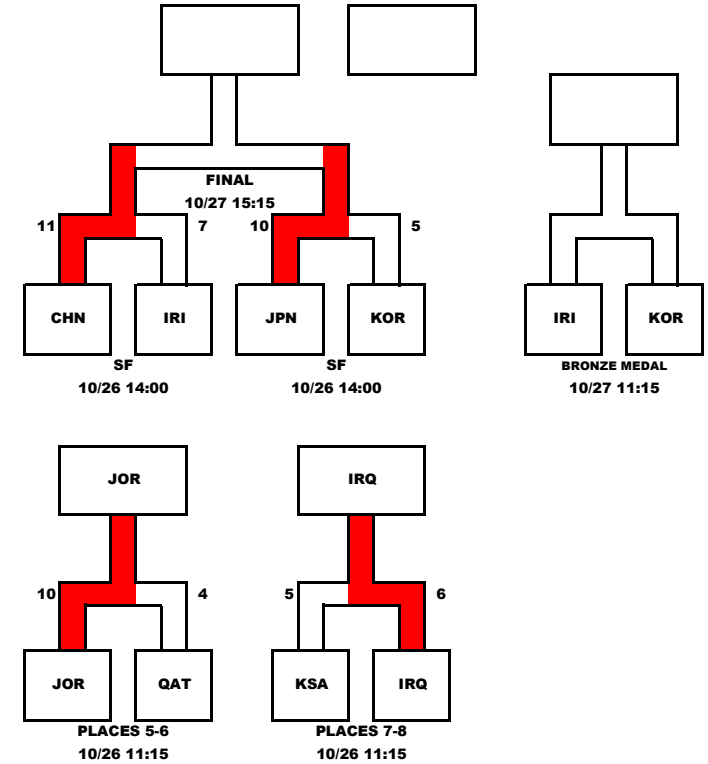 FINAL
10/27 15:15
11
7
10
5
CHN
IRI
JPN
KOR
IRI
KOR
SF
SF
BRONZE MEDAL
10/26 14:00
10/26 14:00
10/27 11:15
JOR
IRQ
10
4
5
6
JOR
QAT
KSA
IRQ
PLACES 5-6
PLACES 7-8
10/26 11:15
10/26 11:15